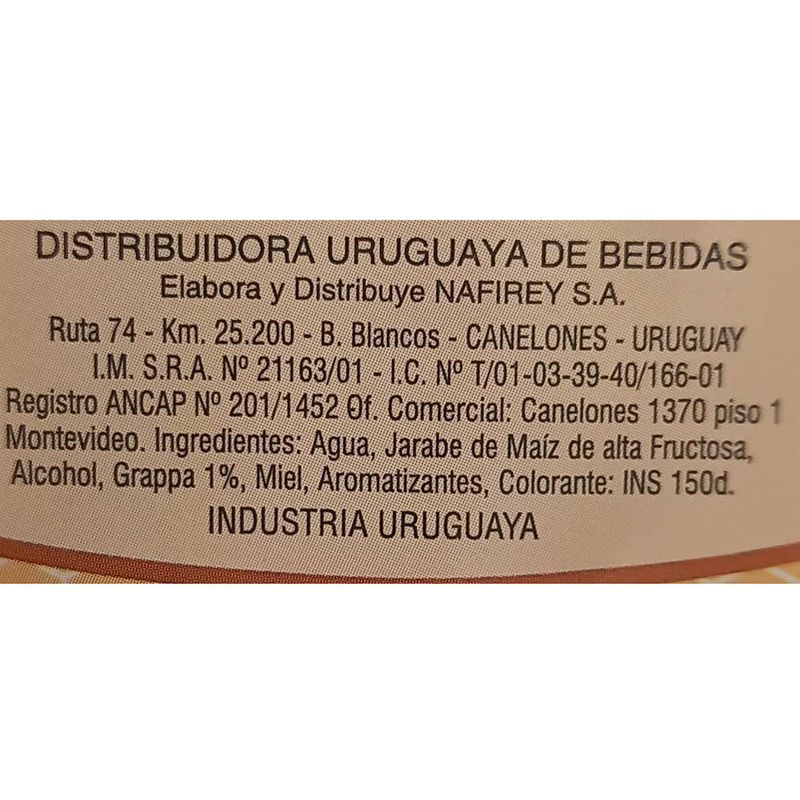 DISTRIBUIDORA URUGUAYA DE BEBIDAS
Elabora y Distribuye NAFIREY S.A.
Ruta 74 - Km. 25.200 - B. Blancos - CANELONES - URUGUAY
I.M. S.R.A. Nº 21163/01 - I.C. Nº T/01-03-39-40/166-01
Registro ANCAP Nº 201/1452 Of. Comercial: Canelones 1370 piso 1
Montevideo. Ingredientes: Agua, Jarabe de Maíz de alta Fructosa,
Alcohol, Grappa 1%, Miel, Aromatizantes, Colorante: INS 150d.
INDUSTRIA URUGUAYA